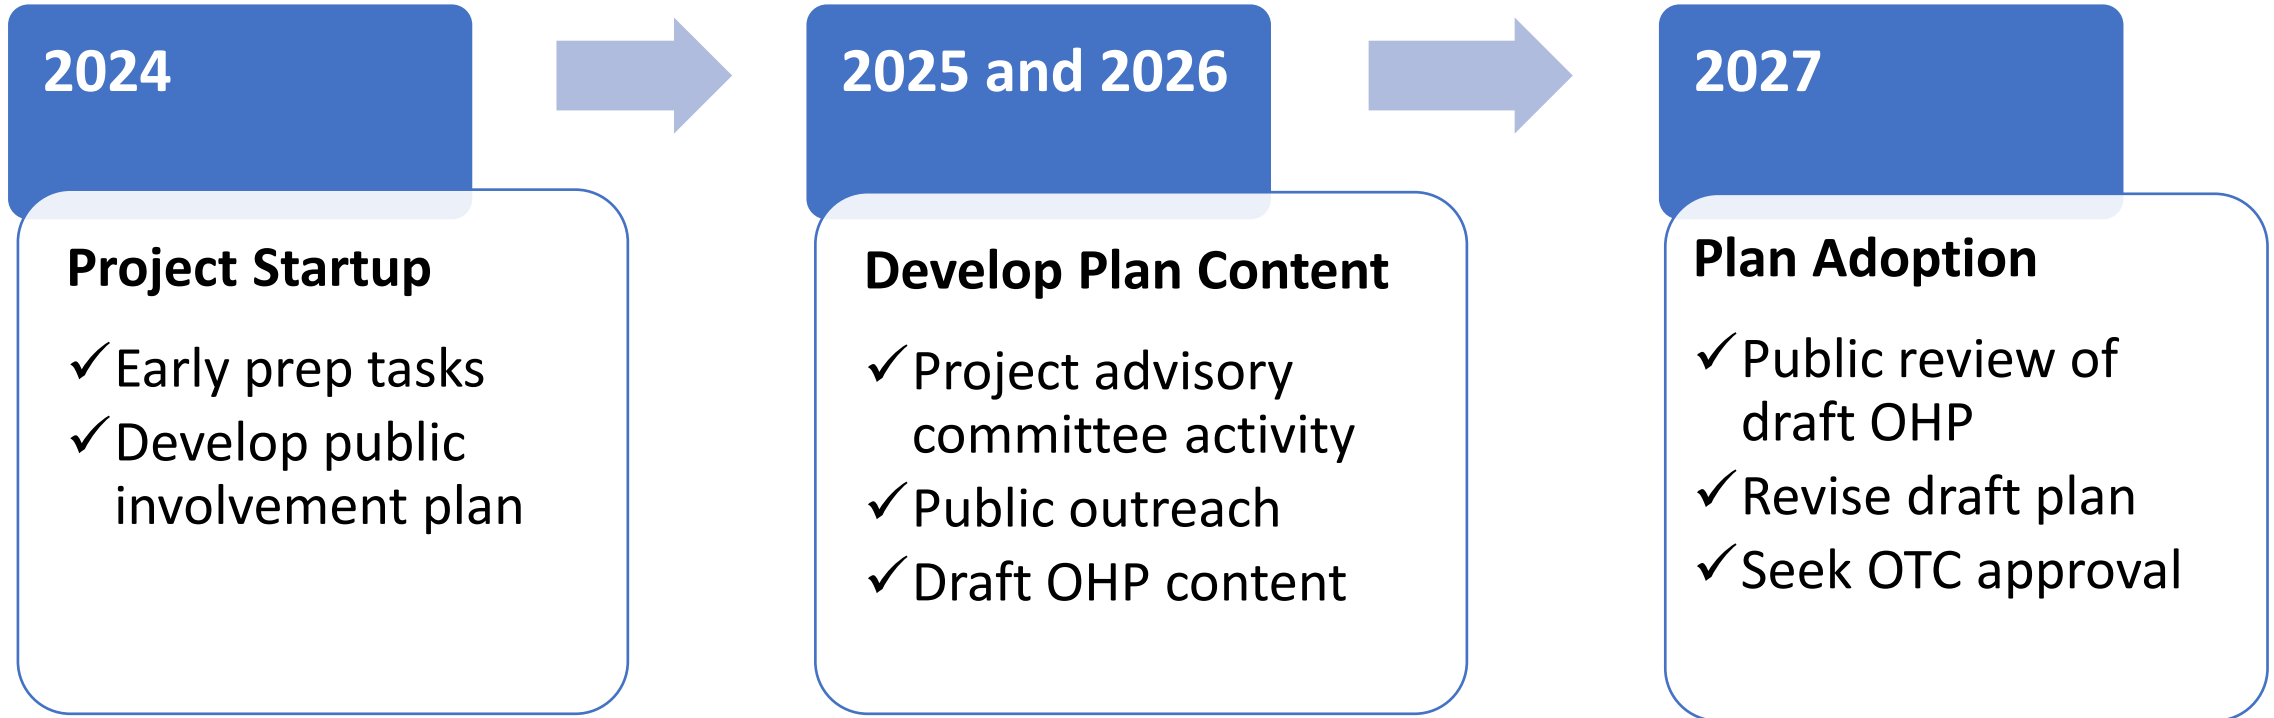 2024
Project Startup
✓Early prep tasks
✓Develop public
involvement plan
2025 and 2026
Develop Plan Content
✓Project advisory
committee activity
✓Public outreach
✓Draft OHP content
2027
Plan Adoption
✓Public review of
draft OHP
✓Revise draft plan
✓Seek OTC approval